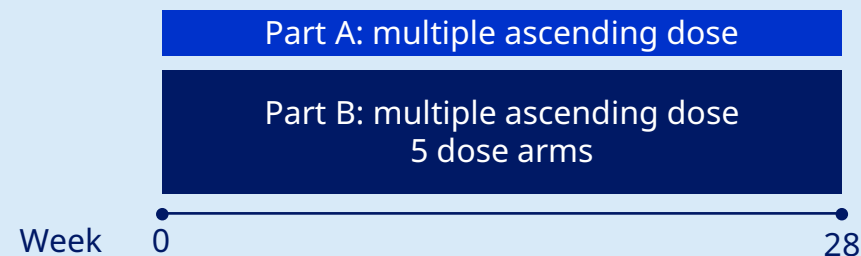 Part A: multiple ascending dose
Part B: multiple ascending dose
5 dose arms
Week 0 28